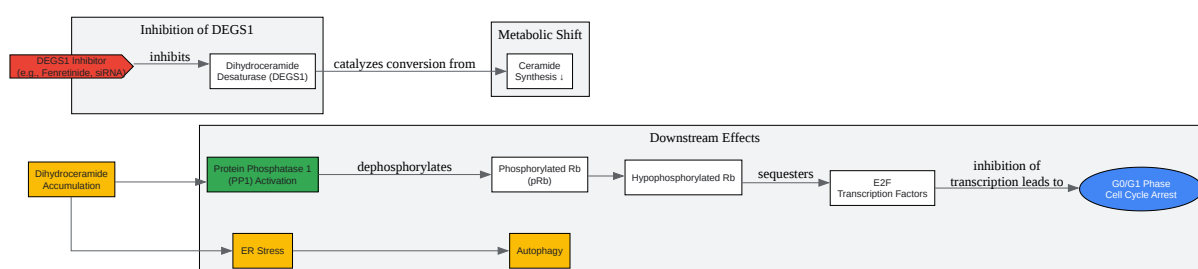 Inhibition of DEGS1
DEGS1 Inhibitor
(e.g., Fenretinide, siRNA)
inhibits
Dihydroceramide
Desaturase (DEGS1)
catalyzes conversion from
Metabolic Shift
Ceramide
Synthesis ↓
Downstream Effects
Dihydroceramide
Accumulation
Protein Phosphatase 1
(PP1) Activation
dephosphorylates
Phosphorylated Rb
(pRb)
Hypophosphorylated Rb
sequesters
E2F
Transcription Factors
inhibition of
transcription leads to
G0/G1 Phase
Cell Cycle Arrest
ER Stress
Autophagy